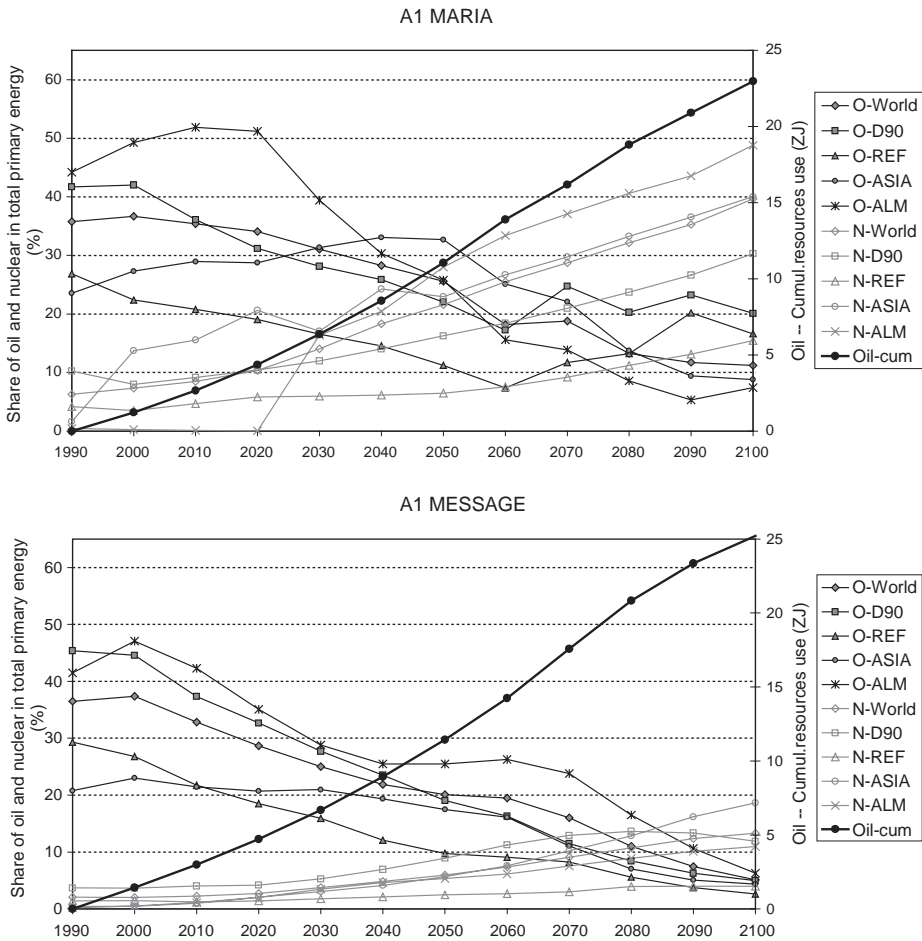 A1 MARIA
Share of oil and nuclear in total primary energy
(%)
60
50
40
30
20
10
0
25
20
15
10
5
0
Oil -- Cumul.resources use (ZJ)
1990 2000 2010 2020 2030 2040 2050 2060 2070 2080 2090 2100
O-World
O-D90
O-REF
O-ASIA
O-ALM
N-World
N-D90
N-REF
N-ASIA
N-ALM
Oil-cum
A1 MESSAGE
Share of oil and nuclear in total primary energy
(%)
60
50
40
30
20
10
0
25
20
15
10
5
0
Oil -- Cumul.resources use (ZJ)
1990 2000 2010 2020 2030 2040 2050 2060 2070 2080 2090 2100
O-World
O-D90
O-REF
O-ASIA
O-ALM
N-World
N-D90
N-REF
N-ASIA
N-ALM
Oil-cum